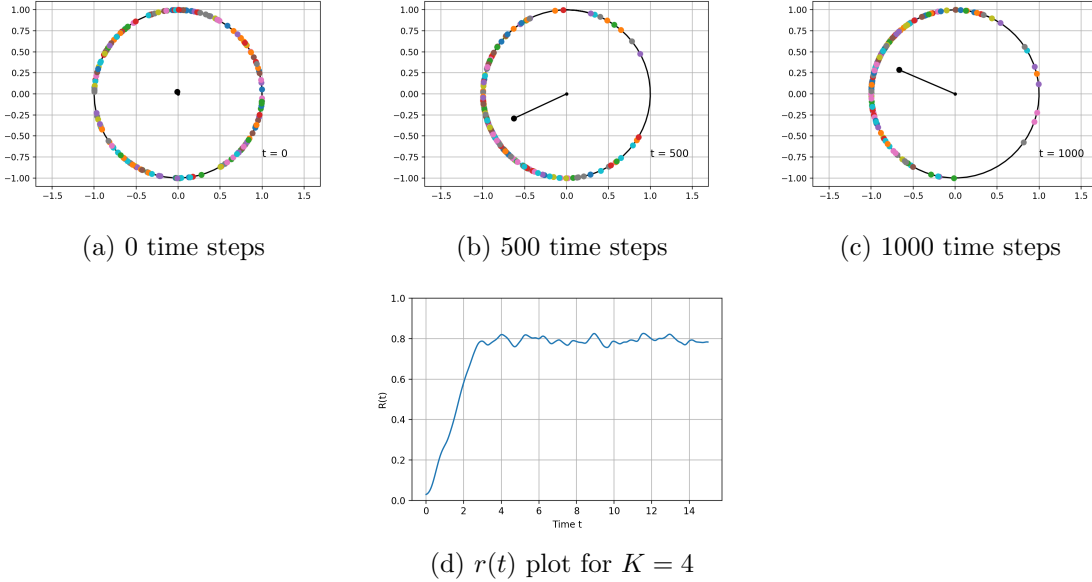 1.00
0.75
0.50
0.25
0.00
−0.25
−0.50
−0.75
−1.00
t = 0
−1.5 −1.0 −0.5 0.0 0.5 1.0 1.5
(a) 0 time steps
1.00
0.75
0.50
0.25
0.00
−0.25
−0.50
−0.75
−1.00
t = 500
−1.5 −1.0 −0.5 0.0 0.5 1.0 1.5
(b) 500 time steps
1.00
0.75
0.50
0.25
0.00
−0.25
−0.50
−0.75
−1.00
t = 1000
−1.5 −1.0 −0.5 0.0 0.5 1.0 1.5
(c) 1000 time steps
1.0
0.8
0.6
0.4
0.2
0.0
R(t)
0 2 4 6 8 10 12 14
Time t
(d) r(t) plot for K = 4